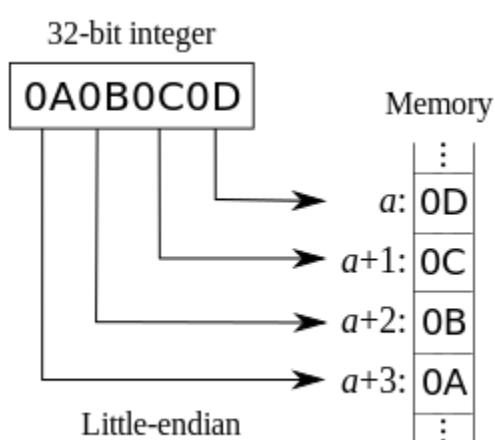 32-bit integer
0A0B0C0D
Memory
⋮
a: 0D
a+1: 0C
a+2: 0B
a+3: 0A
⋮
Little-endian